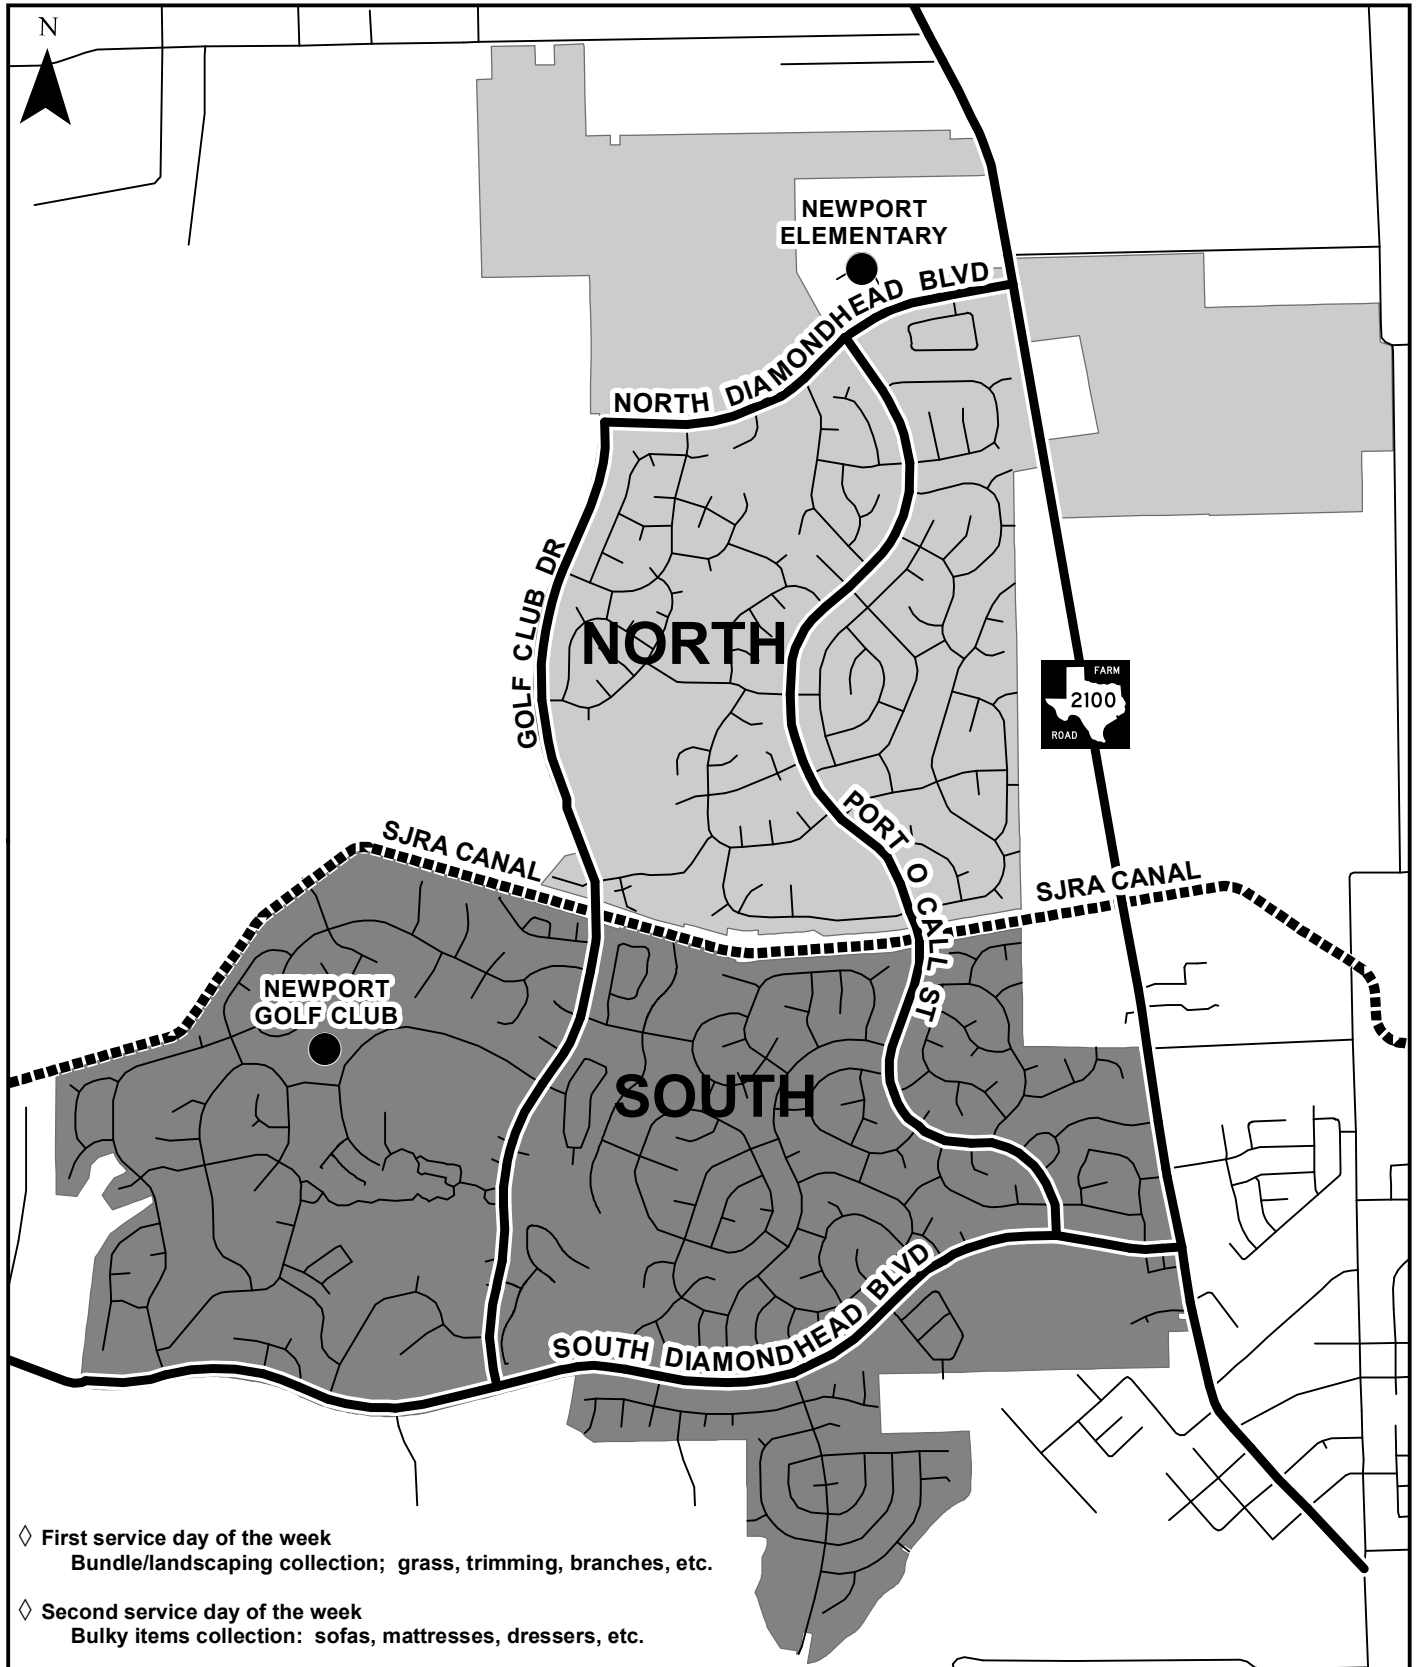 N
NEWPORT
ELEMENTARY
NORTH DIAMONDHEAD BLVD
GOLF CLUB DR
NORTH
FARM
2100
ROAD
PORT O CALL ST
SJRA CANAL
SJRA CANAL
NEWPORT
GOLF CLUB
SOUTH
SOUTH DIAMONDHEAD BLVD
◊ First service day of the week
Bundle/landscaping collection; grass, trimming, branches, etc.
◊ Second service day of the week
Bulky items collection: sofas, mattresses, dressers, etc.